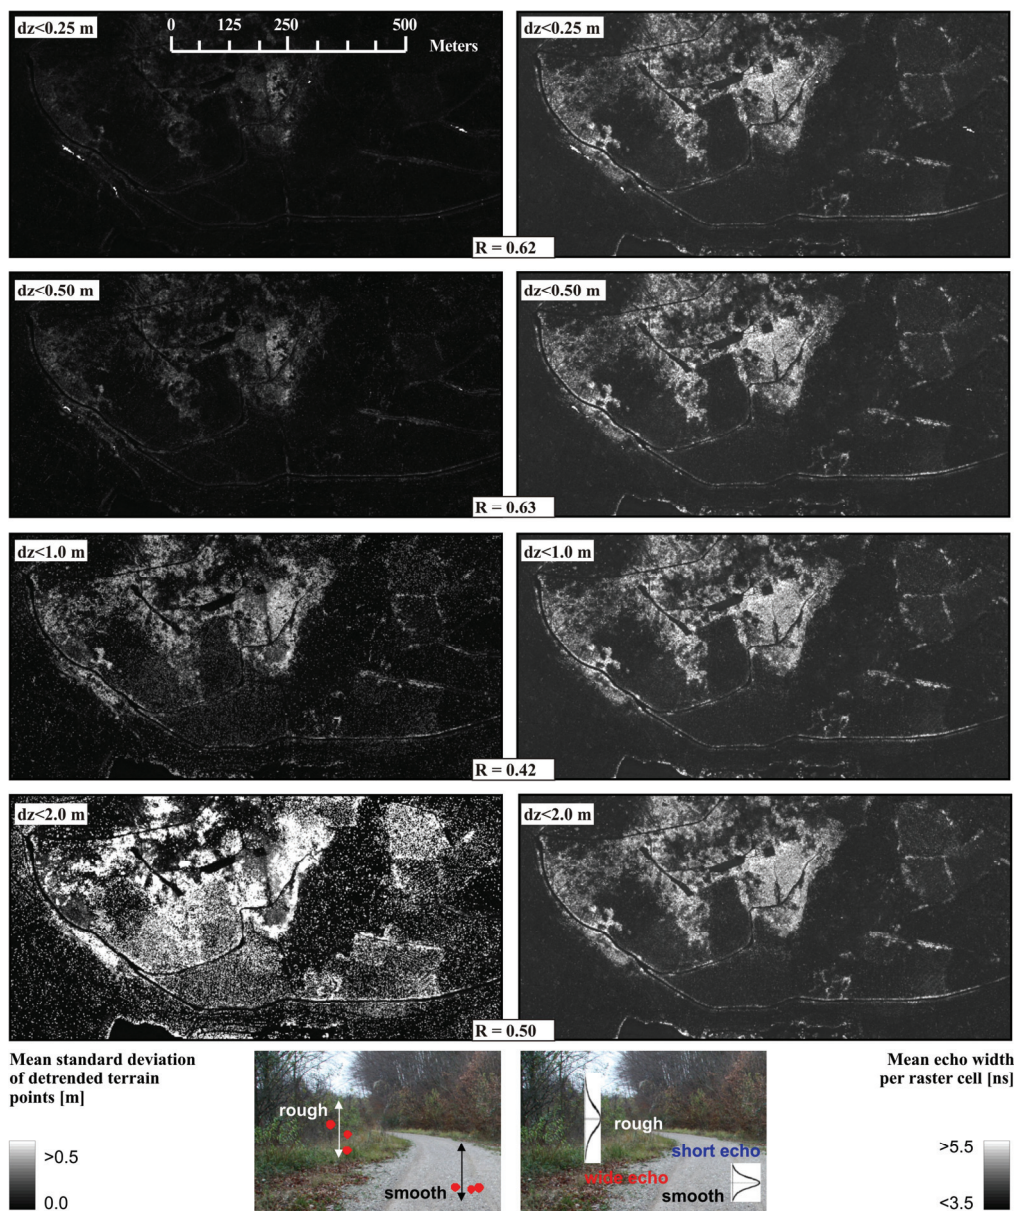 dz<0.25 m
0 125 250 500
Meters
dz<0.25 m
R = 0.62
dz<0.50 m
dz<0.50 m
R = 0.63
dz<1.0 m
dz<1.0 m
R = 0.42
dz<2.0 m
dz<2.0 m
R = 0.50
Mean standard deviation
of detrended terrain
points [m]
>0.5
0.0
rough
smooth
rough
short echo
wide echo
smooth
Mean echo width
per raster cell [ns]
>5.5
<3.5